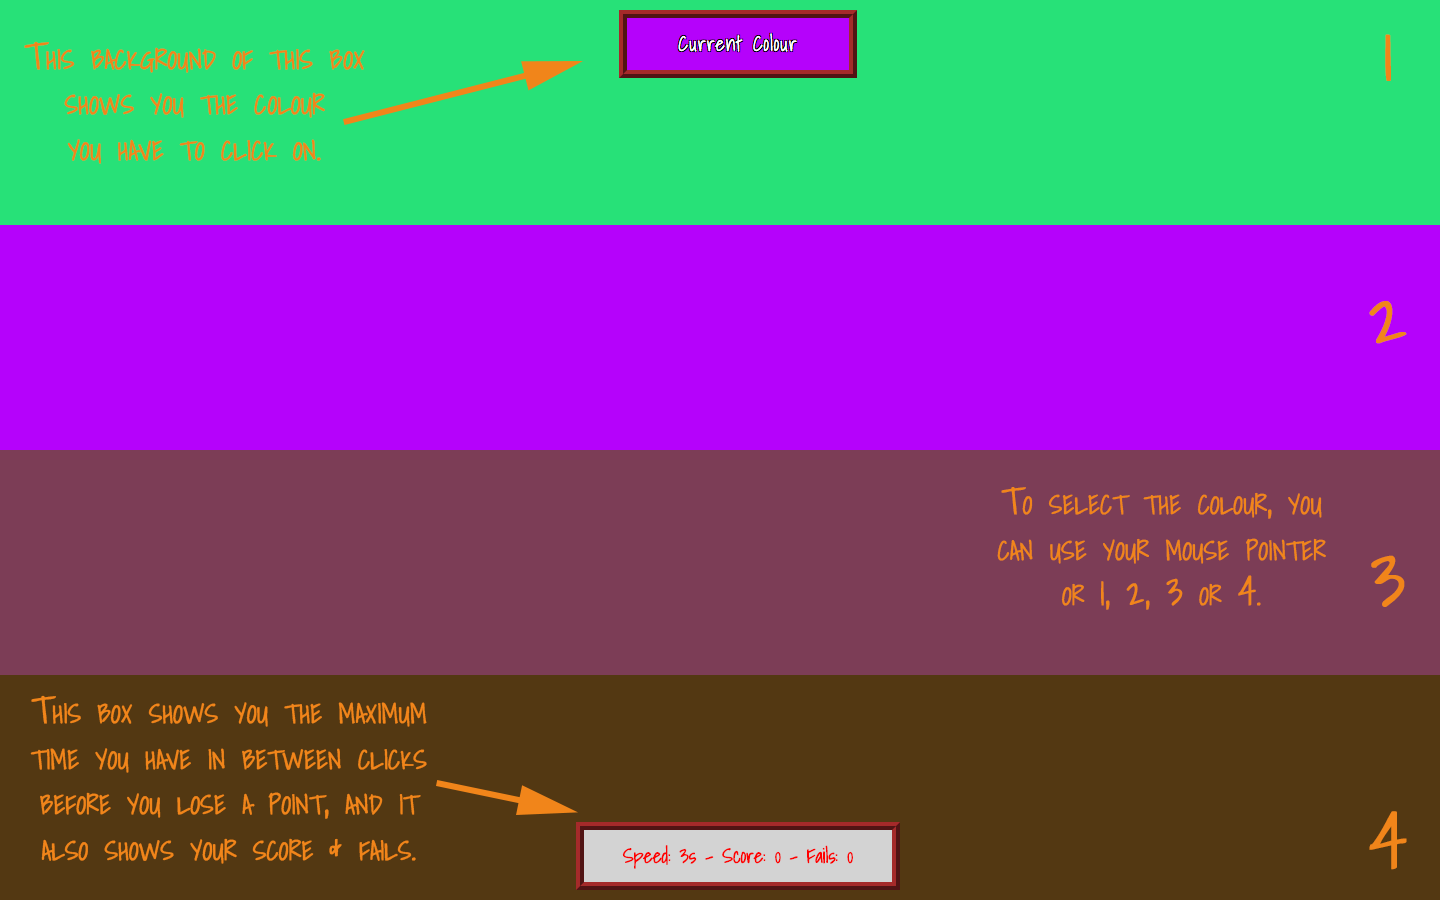 Current Colour
This background of this box
shows you the colour
you have to click on.
1
2
To select the colour, you
can use your mouse pointer
or 1, 2, 3 or 4.
3
This box shows you the maximum
time you have in between clicks
before you lose a point, and it
also shows your score & fails.
4
Speed: 3s - Score: 0 - Fails: 0